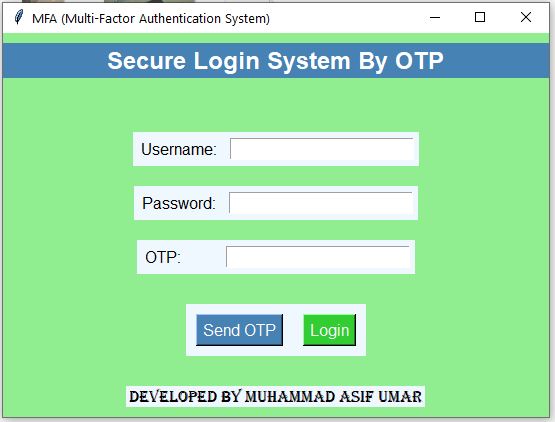 MFA (Multi-Factor Authentication System)
Secure Login System By OTP
Username:
Password:
OTP:
Send OTP Login
DEVELOPED BY MUHAMMAD ASIF UMAR